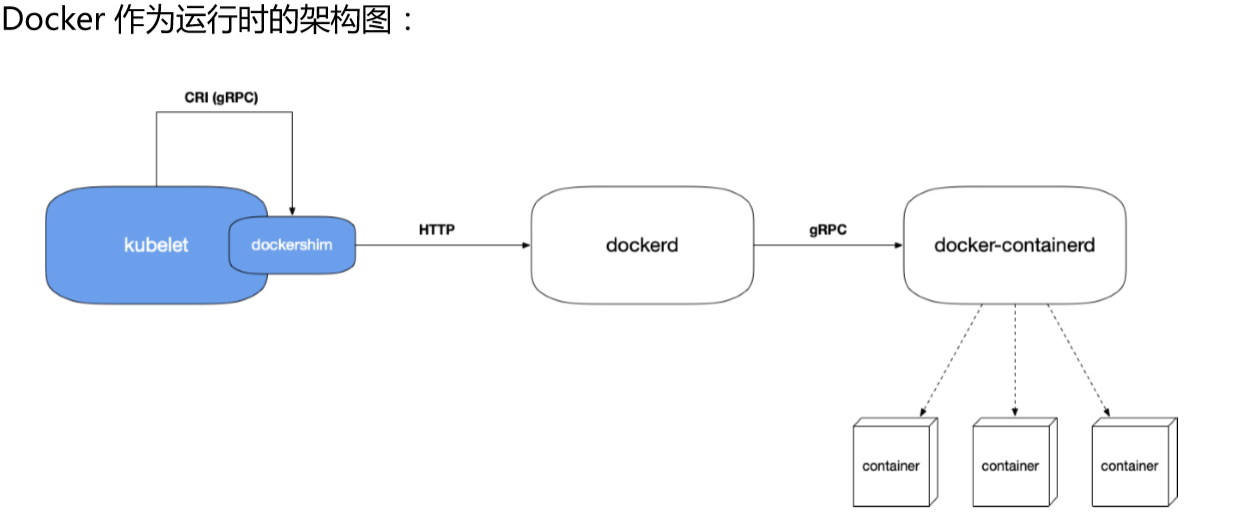 Docker 作为运行时的架构图：
CRI (gRPC)
kubelet
dockershim
HTTP
dockerd
gRPC
docker-containerd
container
container
container